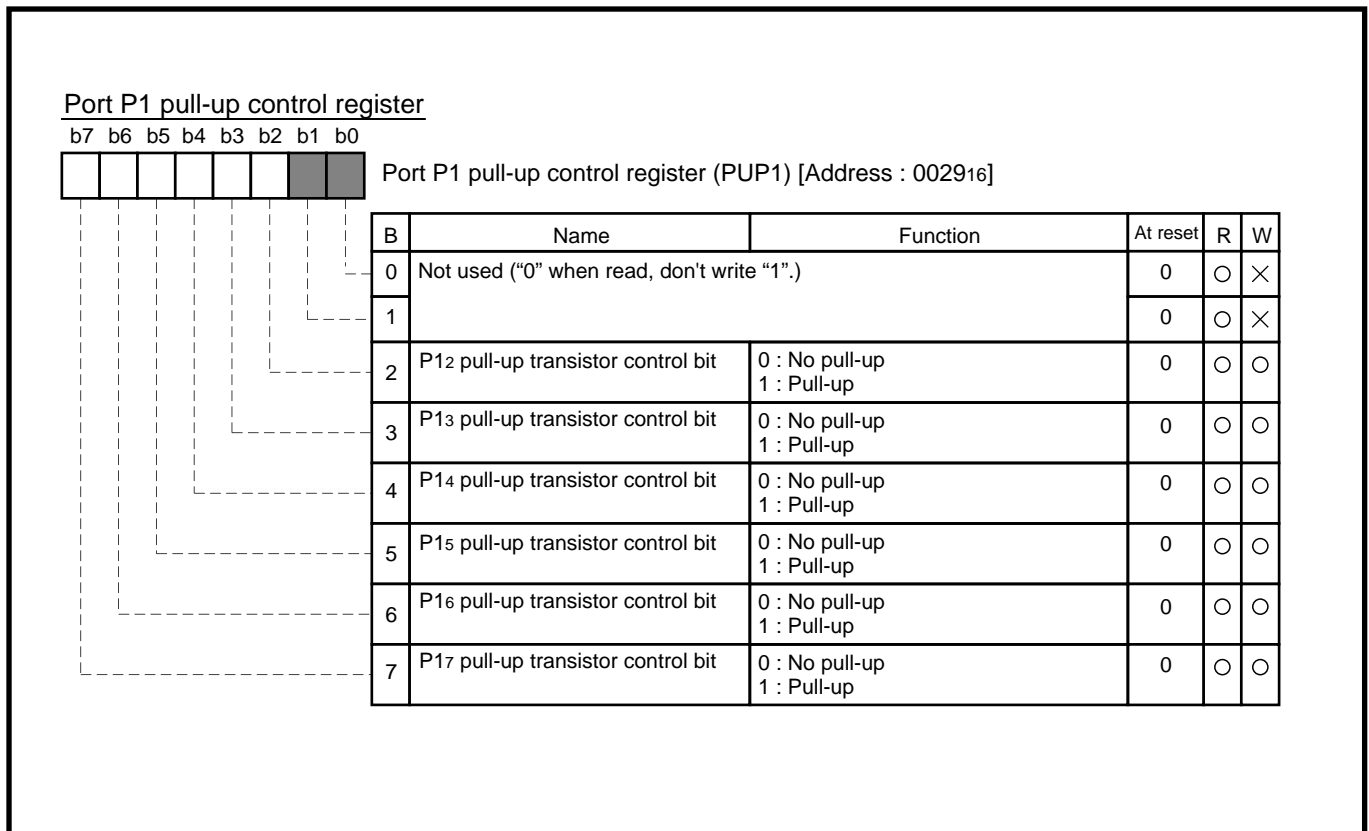 Port P1 pull-up control register
b7 b6 b5 b4 b3 b2 b1 b0
Port P1 pull-up control register (PUP1) [Address : 002916]
B Name Function At reset R W
0 Not used (“0” when read, don't write “1”.) 0 ○ ×
1 0 ○ ×
2 P12 pull-up transistor control bit 0 : No pull-up 0 ○ ○
1 : Pull-up
3 P13 pull-up transistor control bit 0 : No pull-up 0 ○ ○
1 : Pull-up
4 P14 pull-up transistor control bit 0 : No pull-up 0 ○ ○
1 : Pull-up
5 P15 pull-up transistor control bit 0 : No pull-up 0 ○ ○
1 : Pull-up
6 P16 pull-up transistor control bit 0 : No pull-up 0 ○ ○
1 : Pull-up
7 P17 pull-up transistor control bit 0 : No pull-up 0 ○ ○
1 : Pull-up